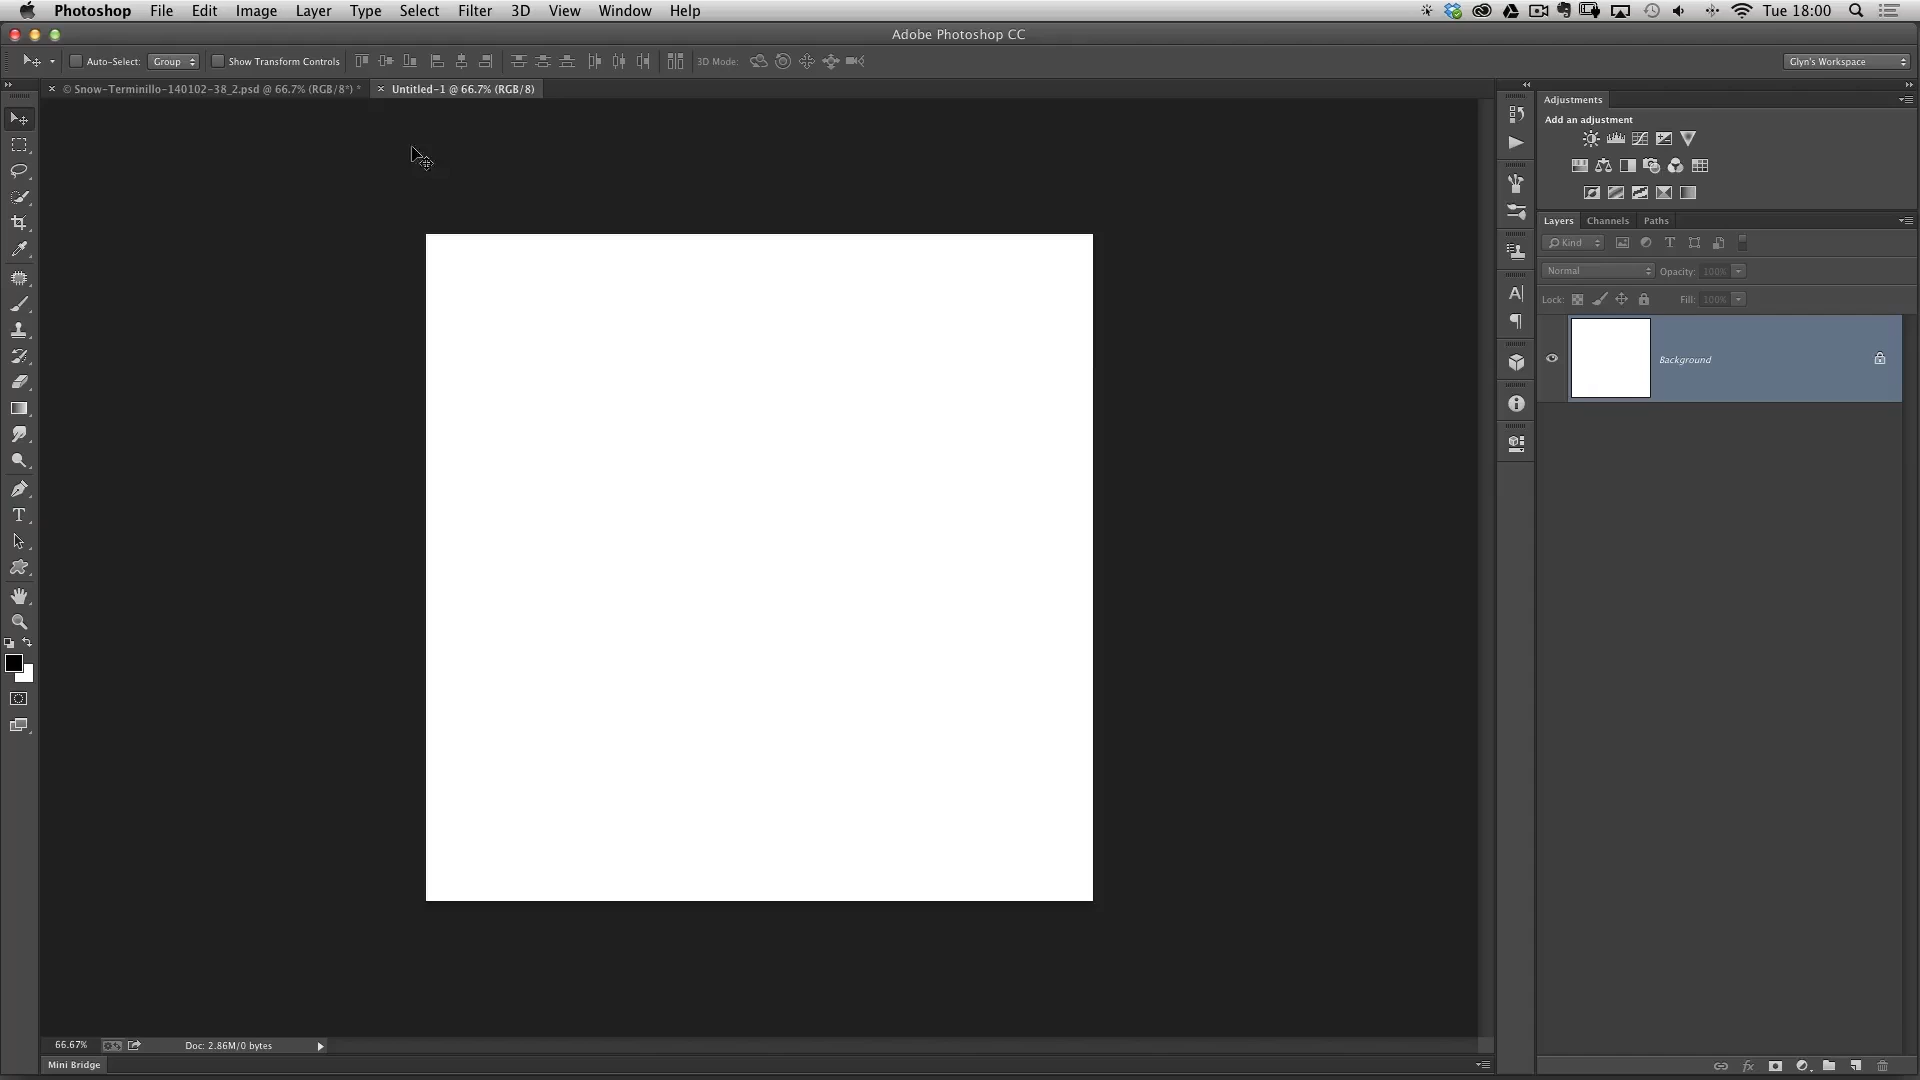 Photoshop File Edit Image Layer Type Select Filter 3D View Window Help Tue 18:00
Adobe Photoshop CC
Auto-Select: Group Show Transform Controls 3D Mode: Glyn's Workspace
© Snow-Terminillo-140102-38_2.psd @ 66.7% (RGB/8*) * Untitled-1 @ 66.7% (RGB/8)
Adjustments
Add an adjustment
Layers Channels Paths
Kind
Normal Opacity: 100%
Lock: Fill: 100%
Background
66.67% Doc: 2.86M/0 bytes
Mini Bridge